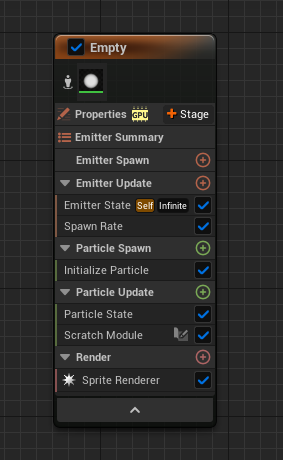 Empty
Properties GPU + Stage
Emitter Summary
Emitter Spawn
Emitter Update
Emitter State Self Infinite
Spawn Rate
Particle Spawn
Initialize Particle
Particle Update
Particle State
Scratch Module
Render
Sprite Renderer